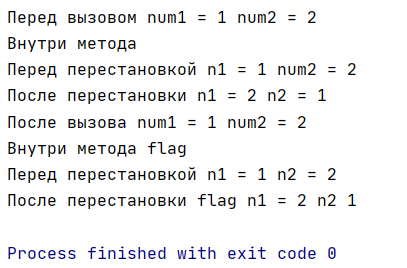 Перед вызовом num1 = 1 num2 = 2
Внутри метода
Перед перестановкой n1 = 1 num2 = 2
После перестановки n1 = 2 n2 = 1
После вызова num1 = 1 num2 = 2
Внутри метода flag
Перед перестановкой n1 = 1 n2 = 2
После перестановки flag n1 = 2 n2 1
Process finished with exit code 0